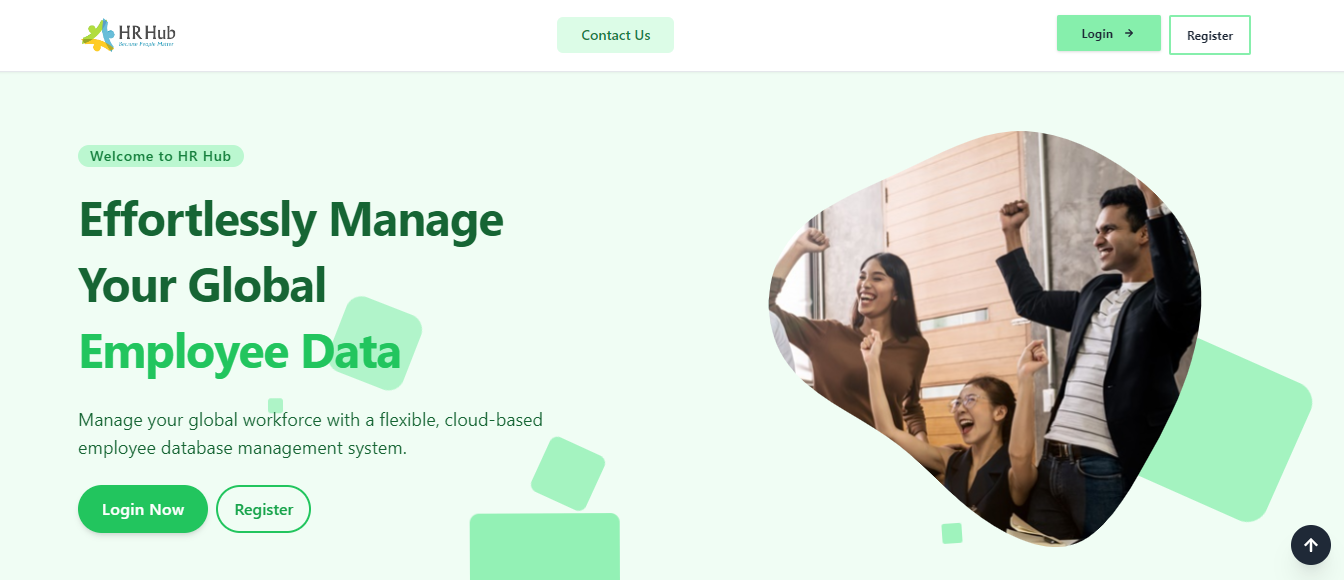 HR Hub
Because People Matter
Contact Us
Login
Register
Welcome to HR Hub
Effortlessly Manage
Your Global
Employee Data
Manage your global workforce with a flexible, cloud-based
employee database management system.
Login Now
Register